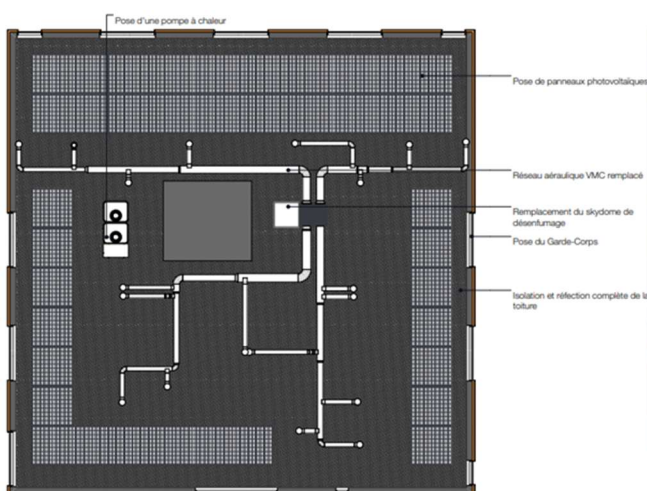 Pose d'une pompe à chaleur
Pose de panneaux photovoltaïques
Réseau aéraulique VMC remplacé
Remplacement du skydome de
désenfumage
Pose du Garde-Corps
Isolation et réfection complète de la
toiture